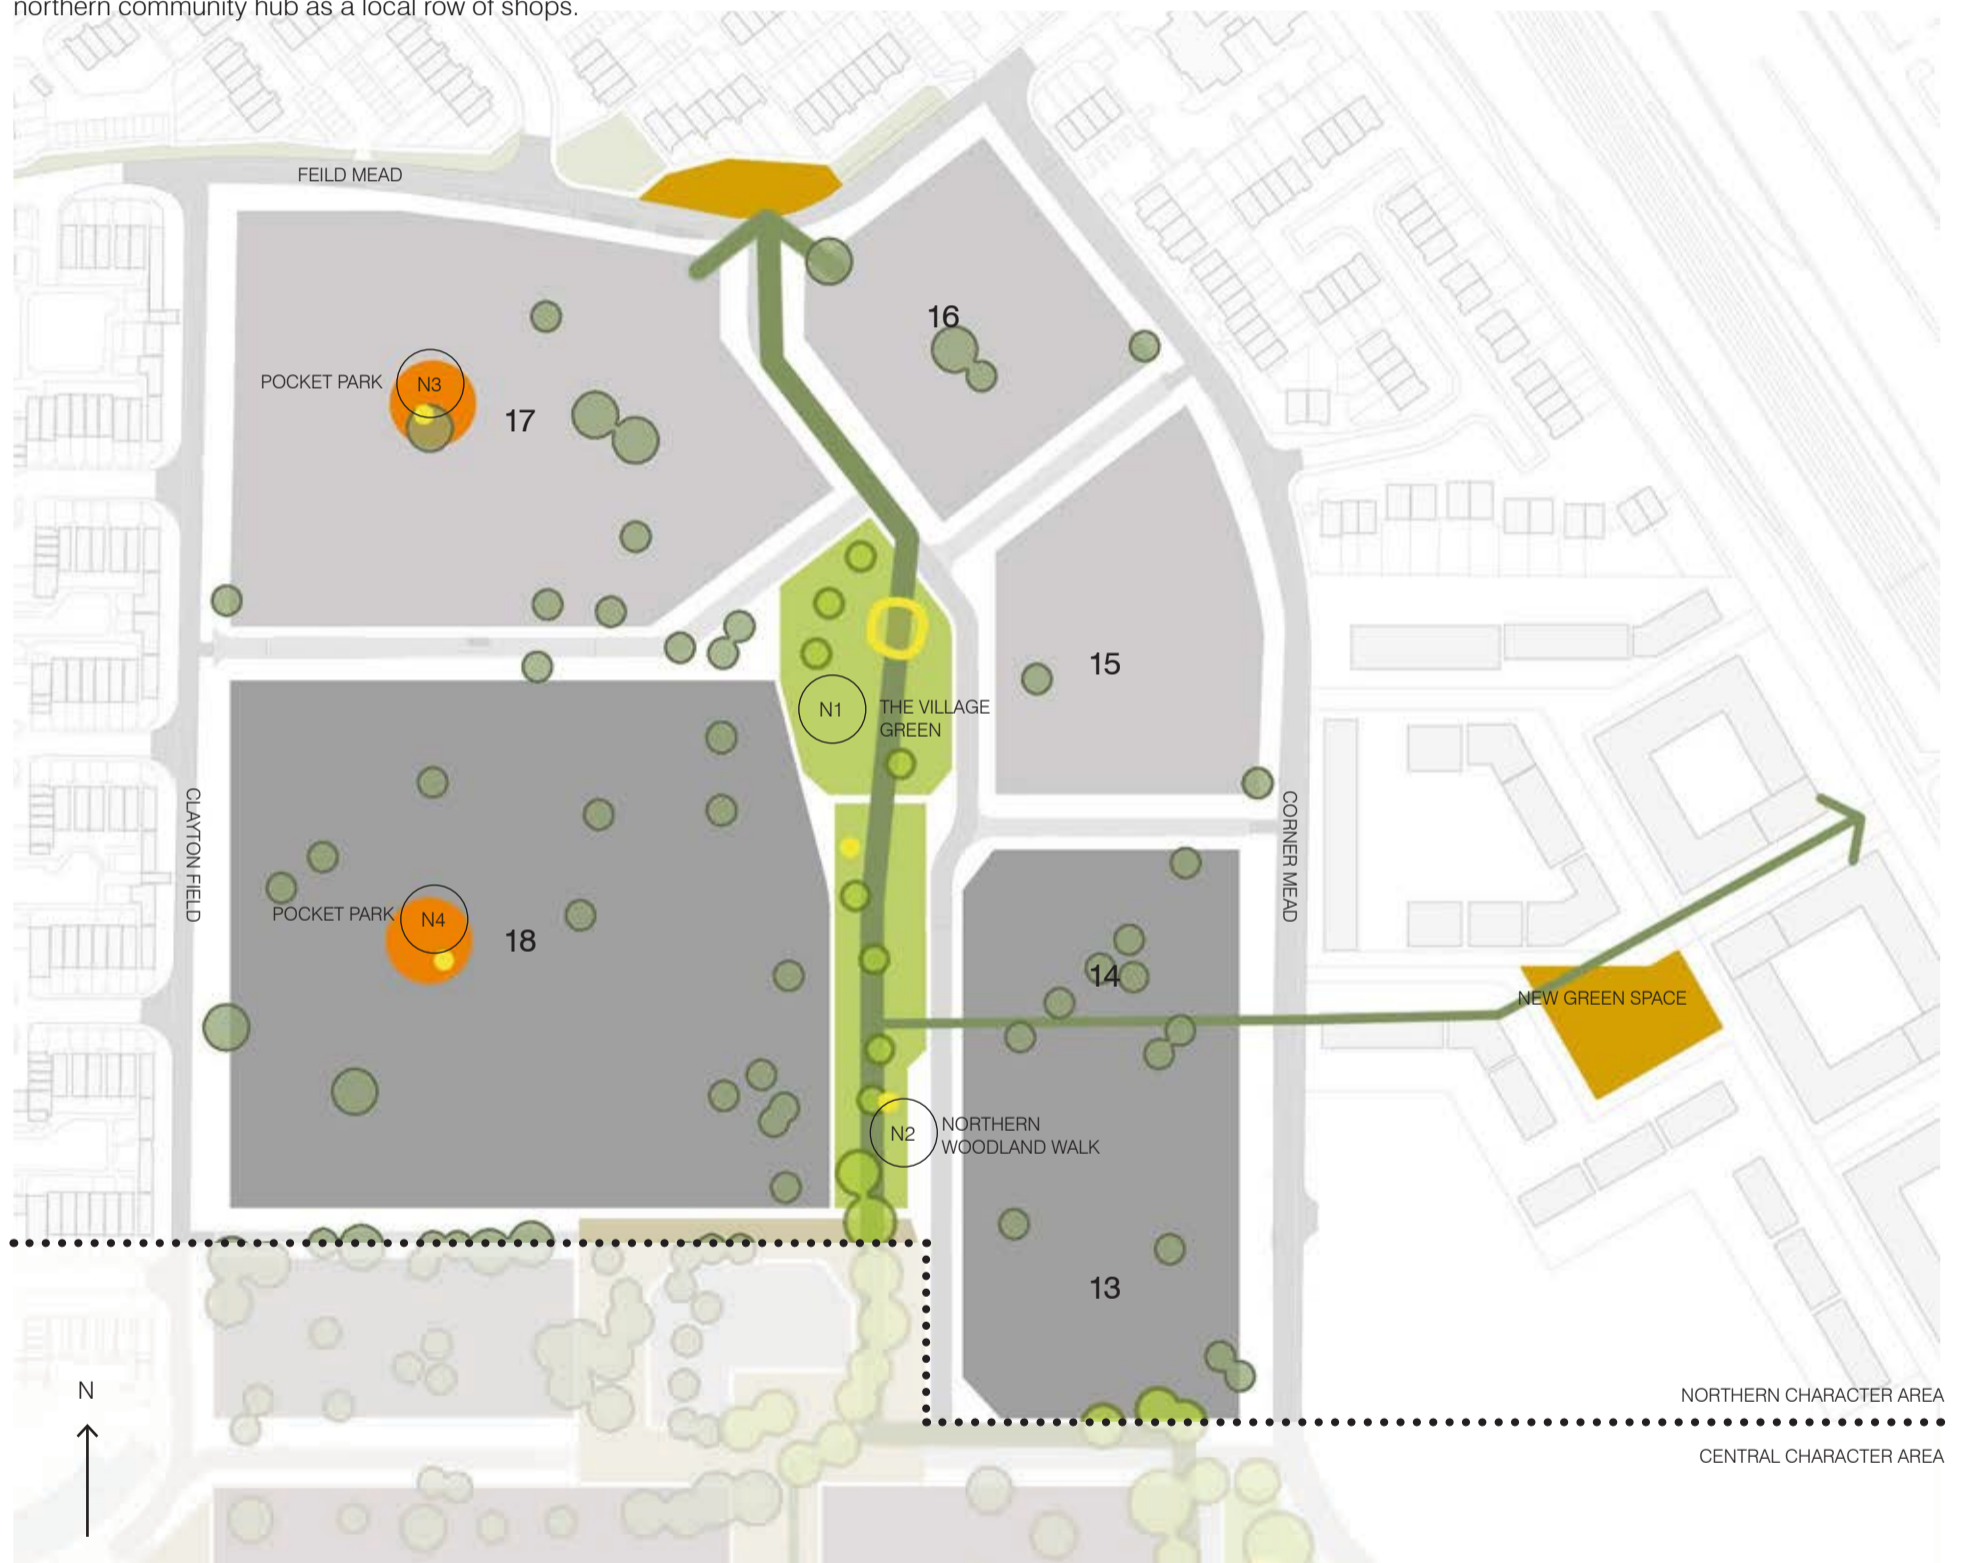 northern community hub as a local row of shops.
FEILD MEAD
16
POCKET PARK
N3
17
15
N1
THE VILLAGE
GREEN
CLAYTON FIELD
CORNER MEAD
POCKET PARK
N4
18
14
NEW GREEN SPACE
N2
NORTHERN
WOODLAND WALK
13
N
NORTHERN CHARACTER AREA
CENTRAL CHARACTER AREA